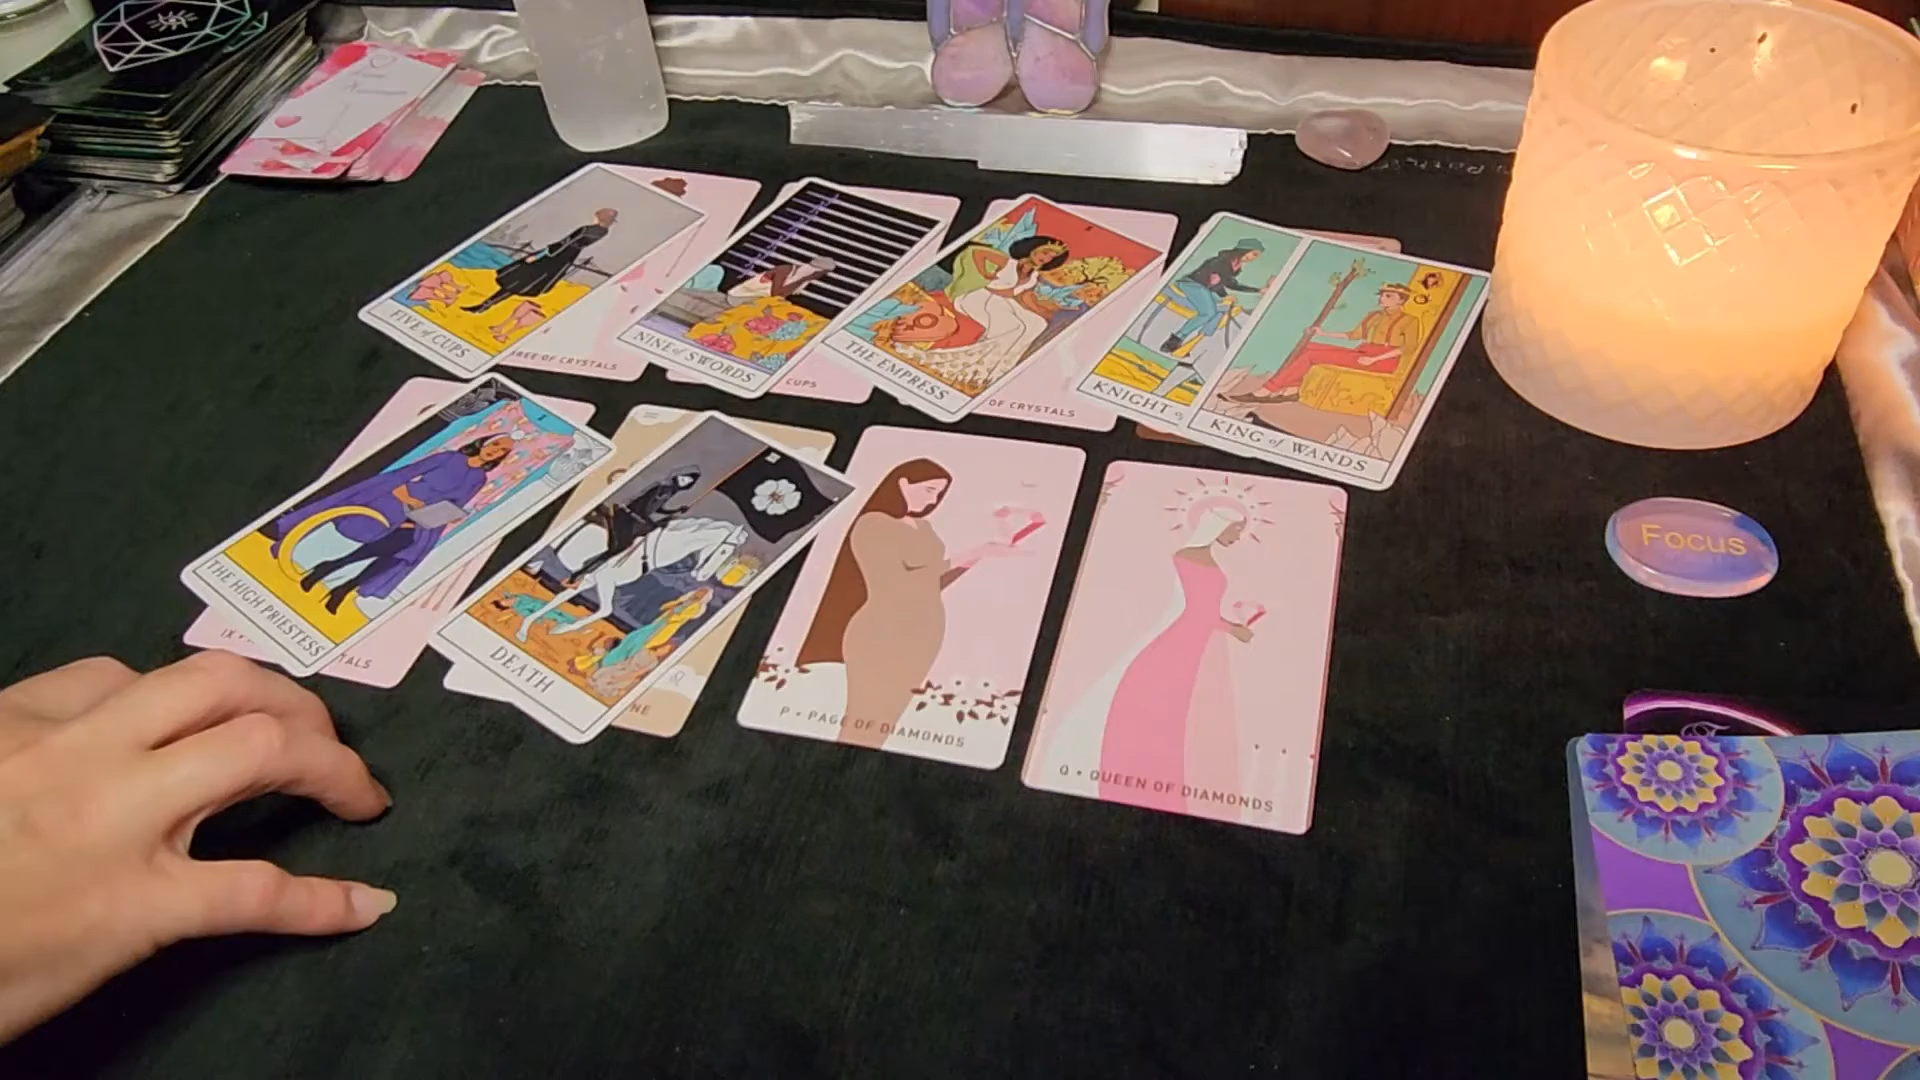 FIVE of CUPS
OF CRYSTALS
NINE of SWORDS
CUPS
THE EMPRESS
OF CRYSTALS
KNIGHT
KING of WANDS
THE HIGH PRIESTESS
DEATH
P • PAGE OF DIAMONDS
Q • QUEEN OF DIAMONDS
Focus